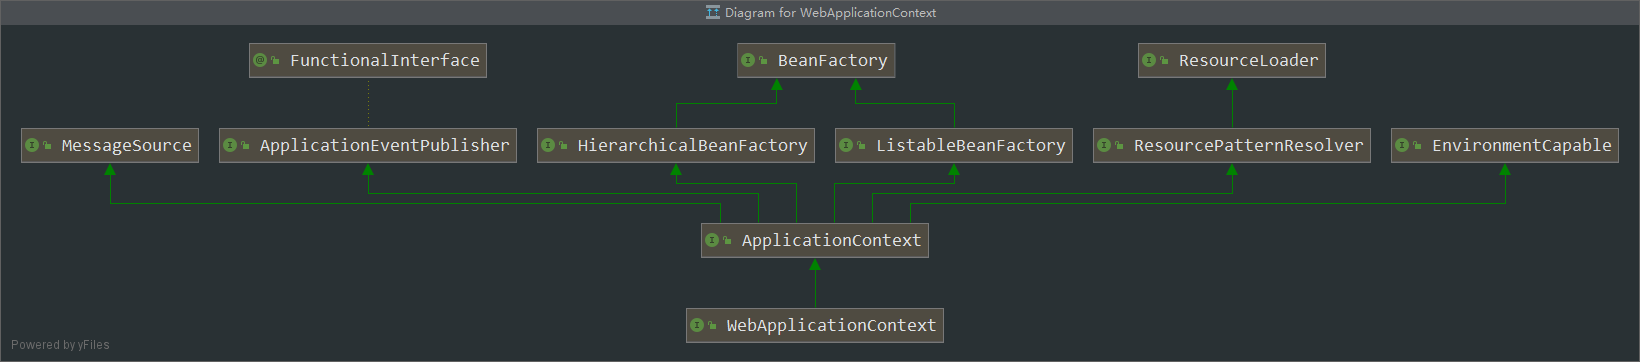 Diagram for WebApplicationContext
@ FunctionalInterface
I BeanFactory
I ResourceLoader
I MessageSource
I ApplicationEventPublisher
I HierarchicalBeanFactory
I ListableBeanFactory
I ResourcePatternResolver
I EnvironmentCapable
I ApplicationContext
I WebApplicationContext
Powered by yFiles